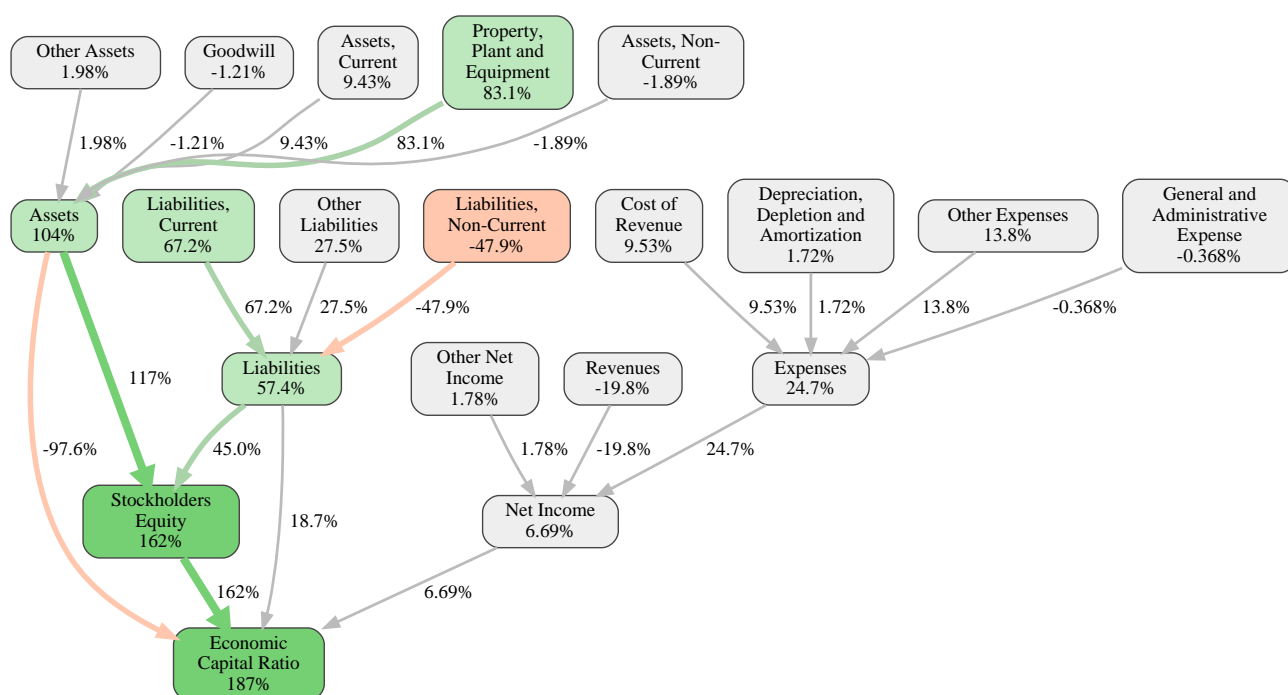 Other Assets
1.98%
Goodwill
-1.21%
Assets,
Current
9.43%
Property,
Plant and
Equipment
83.1%
Assets, Non-
Current
-1.89%
1.98%
-1.21%
9.43%
83.1%
-1.89%
Assets
104%
Liabilities,
Current
67.2%
Other
Liabilities
27.5%
Liabilities,
Non-Current
-47.9%
Cost of
Revenue
9.53%
Depreciation,
Depletion and
Amortization
1.72%
Other Expenses
13.8%
General and
Administrative
Expense
-0.368%
67.2%
27.5%
-47.9%
9.53%
1.72%
13.8%
-0.368%
Liabilities
57.4%
Other Net
Income
1.78%
Revenues
-19.8%
Expenses
24.7%
117%
-97.6%
45.0%
1.78%
-19.8%
24.7%
Stockholders
Equity
162%
18.7%
Net Income
6.69%
162%
6.69%
Economic
Capital Ratio
187%